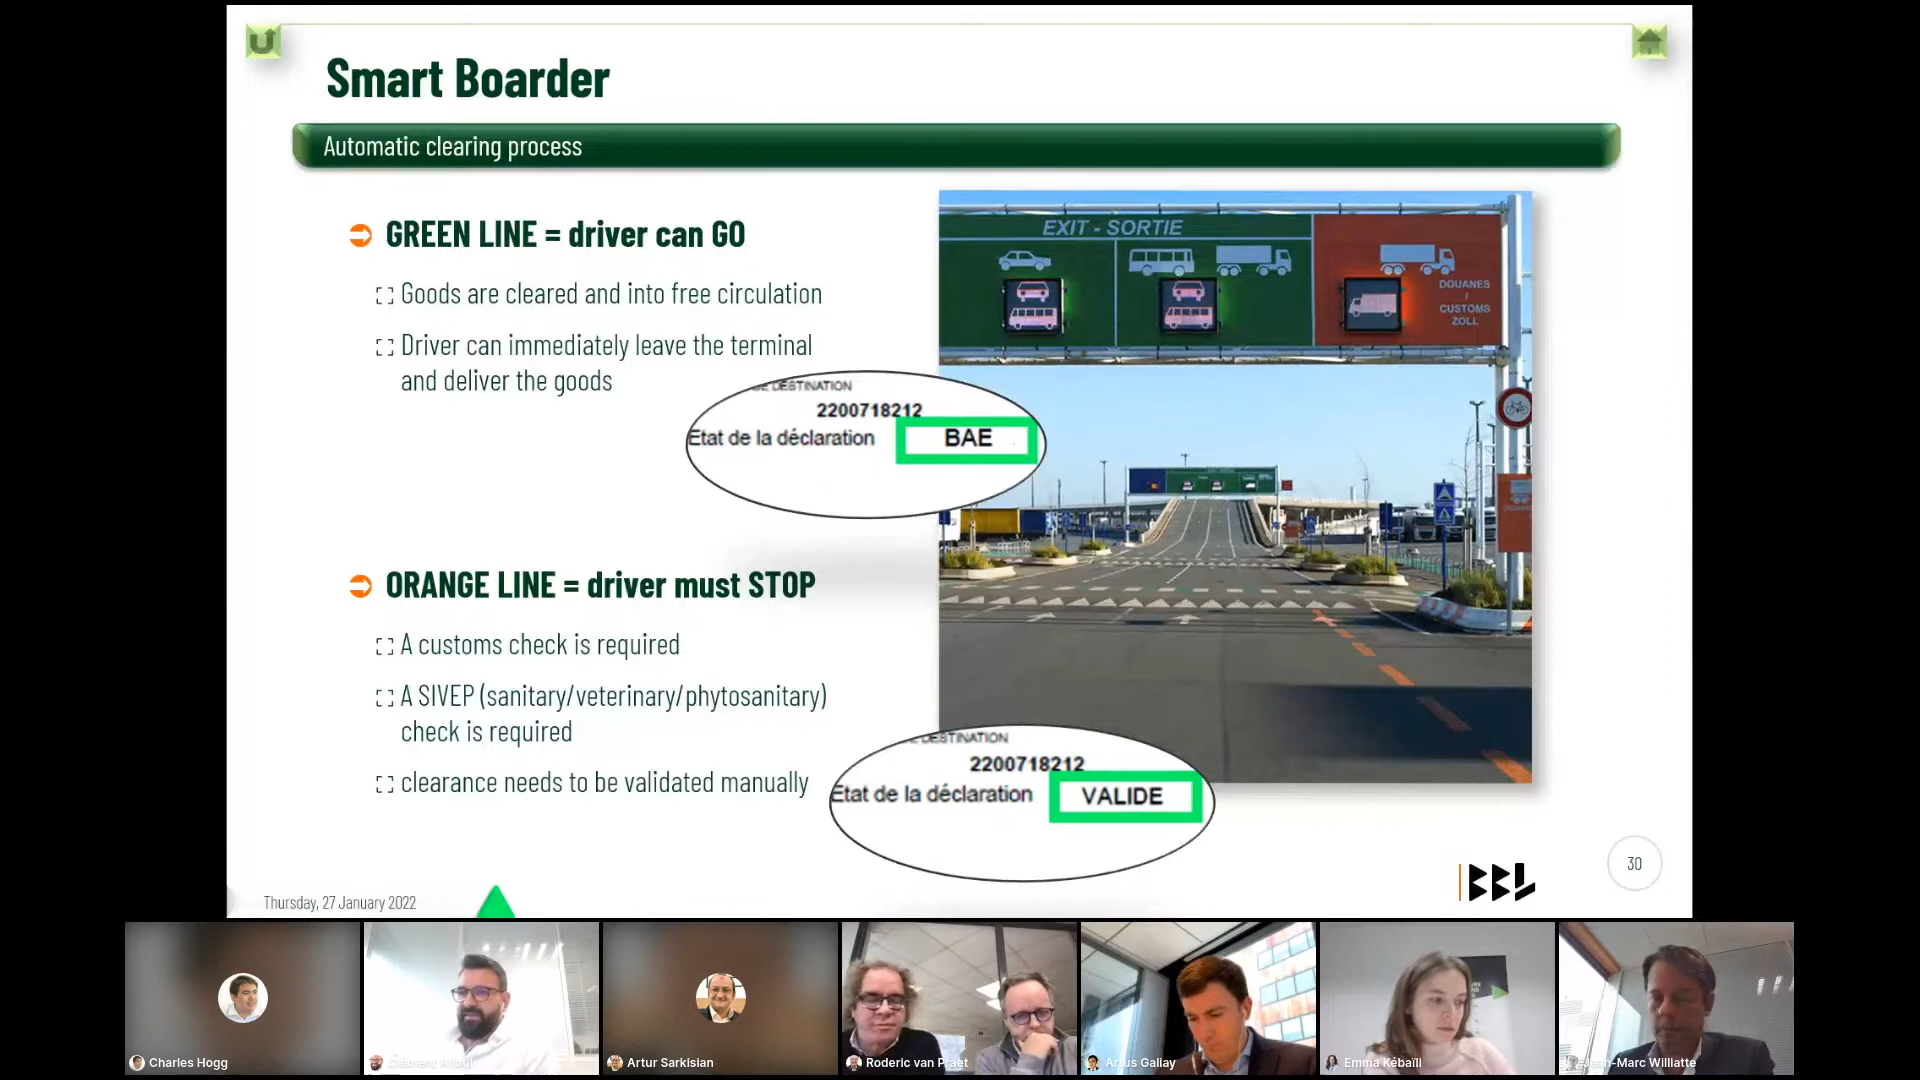 Smart Boarder
Automatic clearing process
GREEN LINE = driver can GO
Goods are cleared and into free circulation
Driver can immediately leave the terminal
and deliver the goods
DESTINATION
2200718212
Etat de la déclaration BAE
EXIT - SORTIE
DOUANES
/
CUSTOMS
ZOLL
ORANGE LINE = driver must STOP
A customs check is required
A SIVEP (sanitary/veterinary/phytosanitary)
check is required
clearance needs to be validated manually
DESTINATION
2200718212
Etat de la déclaration VALIDE
BBL
30
Thursday, 27 January 2022
Charles Hogg
Artur Sarkisian
Roderic van Praet
Artus Galiay
Emma Kébaïli
Jean-Marc Williatte